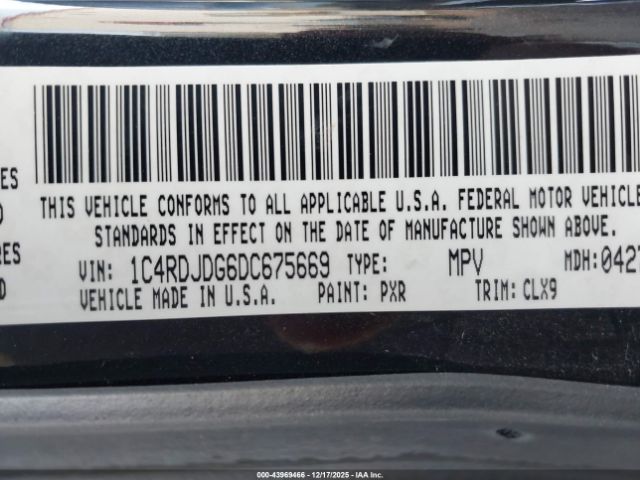 THIS VEHICLE CONFORMS TO ALL APPLICABLE U.S.A. FEDERAL MOTOR VEHICLE
STANDARDS IN EFFECT ON THE DATE OF MANUFACTURE SHOWN ABOVE.
VIN: 1C4RDJDG6DC675669 TYPE: MPV MDH:0427
VEHICLE MADE IN U.S.A. PAINT: PXR TRIM: CLX9
000-43969466 - 12/17/2025 - IAA Inc.